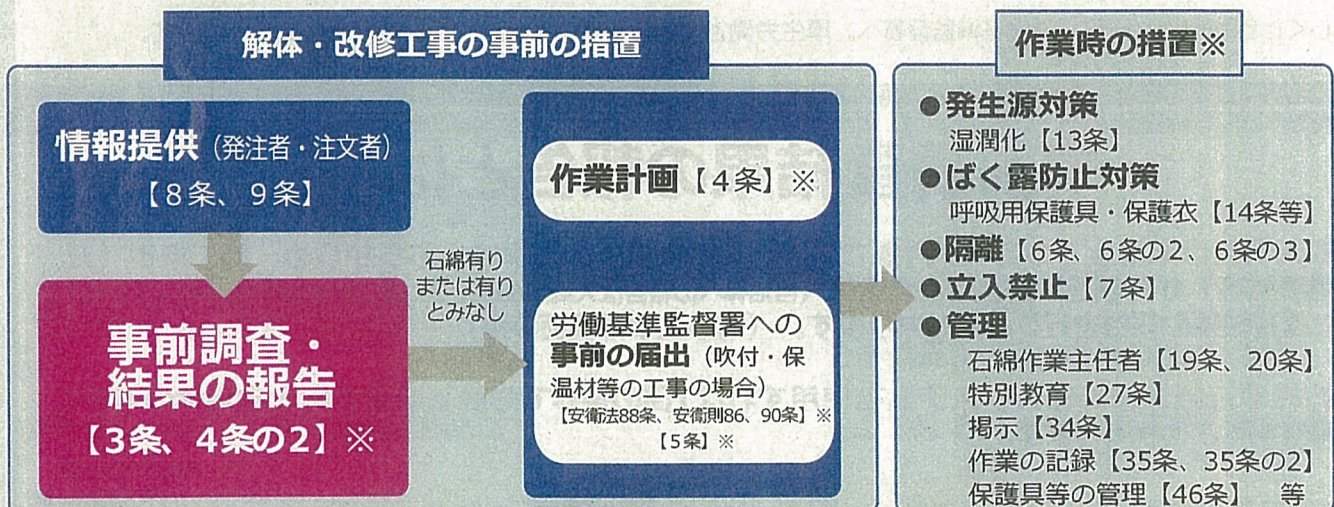 解体・改修工事の事前の措置
情報提供（発注者・注文者）
【８条、９条】
事前調査・
結果の報告
【３条、４条の２】※
石綿有り
または有り
とみなし
作業計画【４条】※
労働基準監督署への
事前の届出（吹付・保
温材等の工事の場合）
【安衛法88条、安衛則86、90条】※
【５条】※
作業時の措置※
●発生源対策
湿潤化【13条】
●ばく露防止対策
呼吸用保護具・保護衣【14条等】
●隔離【６条、６条の２、６条の３】
●立入禁止【７条】
●管理
石綿作業主任者【19条、20条】
特別教育【27条】
掲示【34条】
作業の記録【35条、35条の２】
保護具等の管理【46条】　等